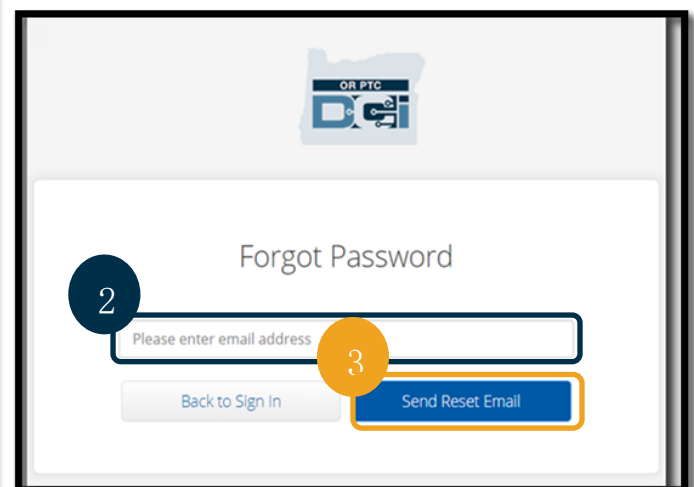 OR PTC
DCi
Forgot Password
2
Please enter email address
3
Back to Sign In
Send Reset Email